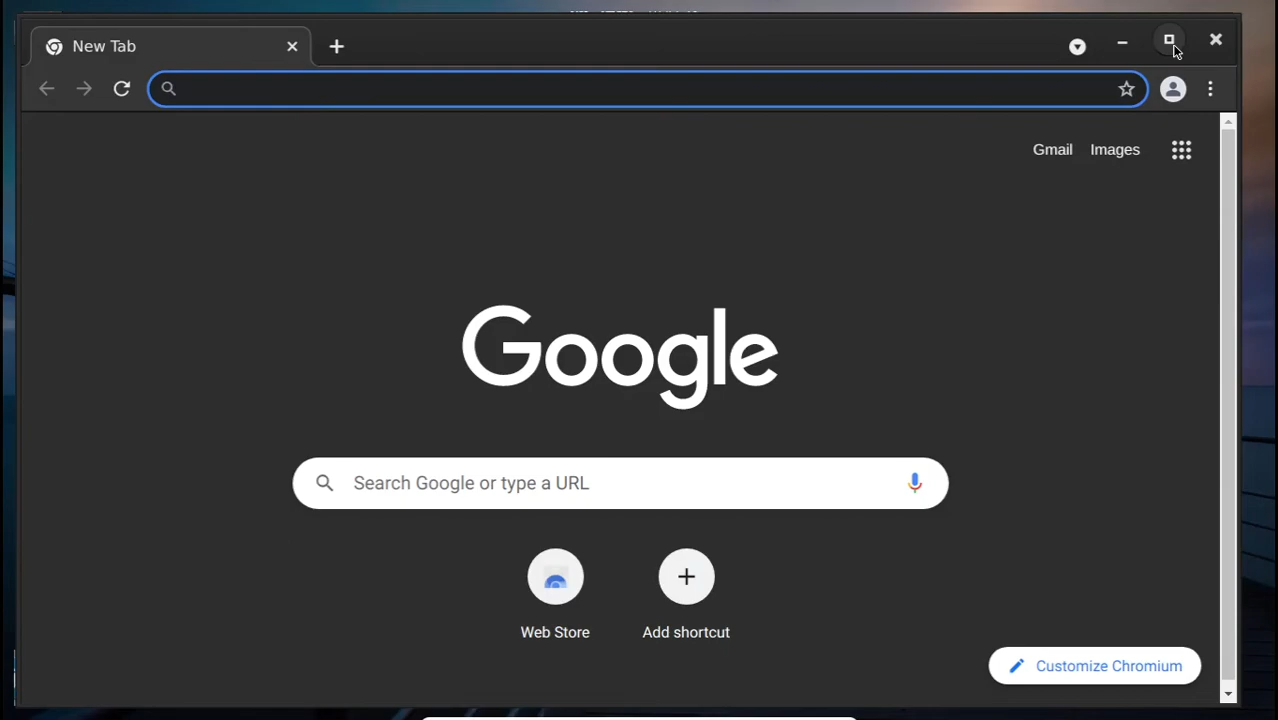 New Tab
Gmail Images
Google
Search Google or type a URL
Web Store
Add shortcut
Customize Chromium